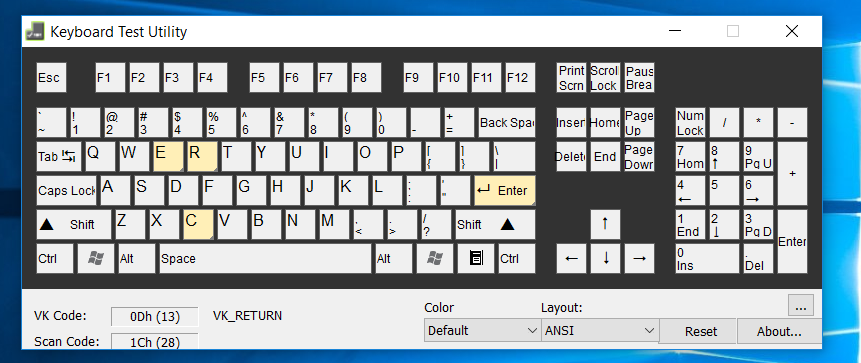 Keyboard Test Utility
Esc F1 F2 F3 F4 F5 F6 F7 F8 F9 F10 F11 F12 Print Scrn Scrol Lock Paus Brea
` ~ ! 1 @ 2 # 3 $ 4 % 5 ^ 6 & 7 * 8 ( 9 ) 0 _ - + = Back Spac Inser Home Page Up Num Lock / * -
Tab Q W E R T Y U I O P [ { ] } \ | Delete End Page Down 7 Hom 8 ↑ 9 Pg U +
Caps Lock A S D F G H J K L ; : ' " ↵ Enter 4 ← 5 6 →
▲ Shift Z X C V B N M , < . > / ? Shift ▲ ↑ 1 End 2 ↓ 3 Pg D Enter
Ctrl Alt Space Alt Ctrl ← ↓ → 0 Ins . Del
...
Color Layout:
VK Code: 0Dh (13) VK_RETURN
Default ANSI Reset About...
Scan Code: 1Ch (28)